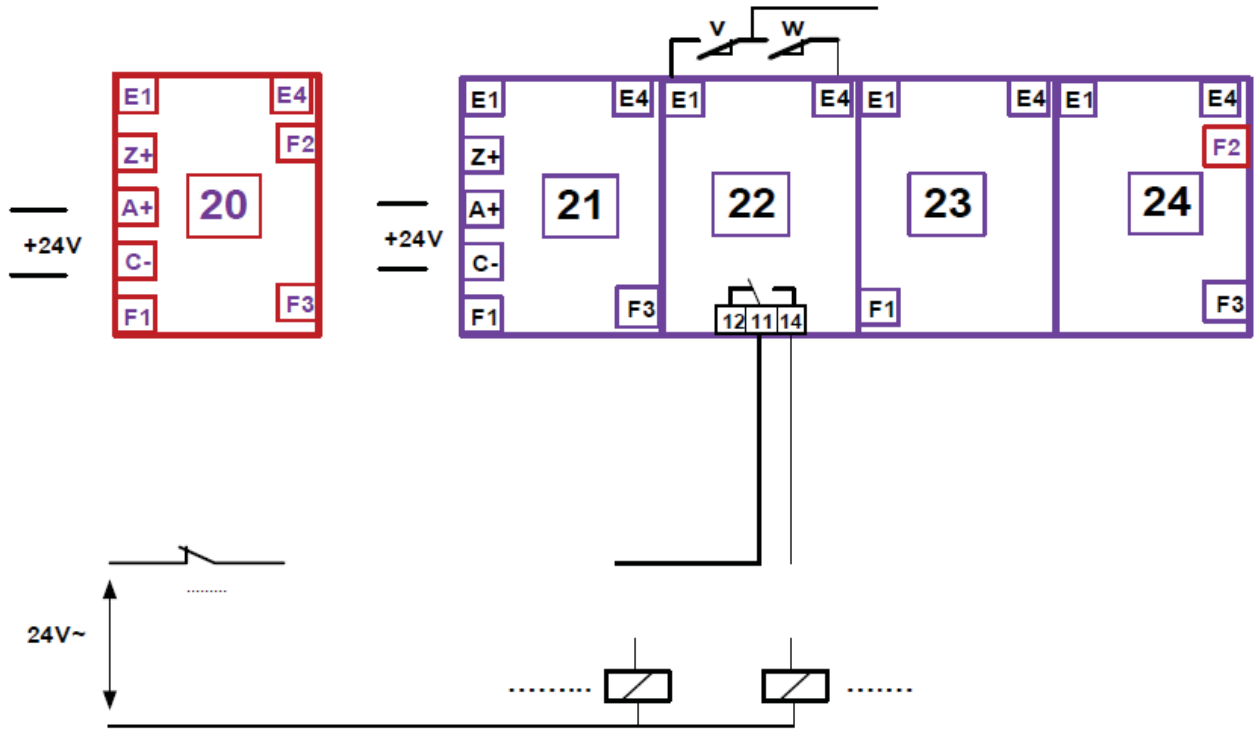 V W
E1 E4 E1 E4 E1 E4 E1 E4 E1 E4
F2 F2
Z+ Z+
A+ 20 A+ 21 22 23 24
+24V +24V
C- C-
F1 F3 F1 F3 F1 F3
12 11 14
.........
24V~
......... .......